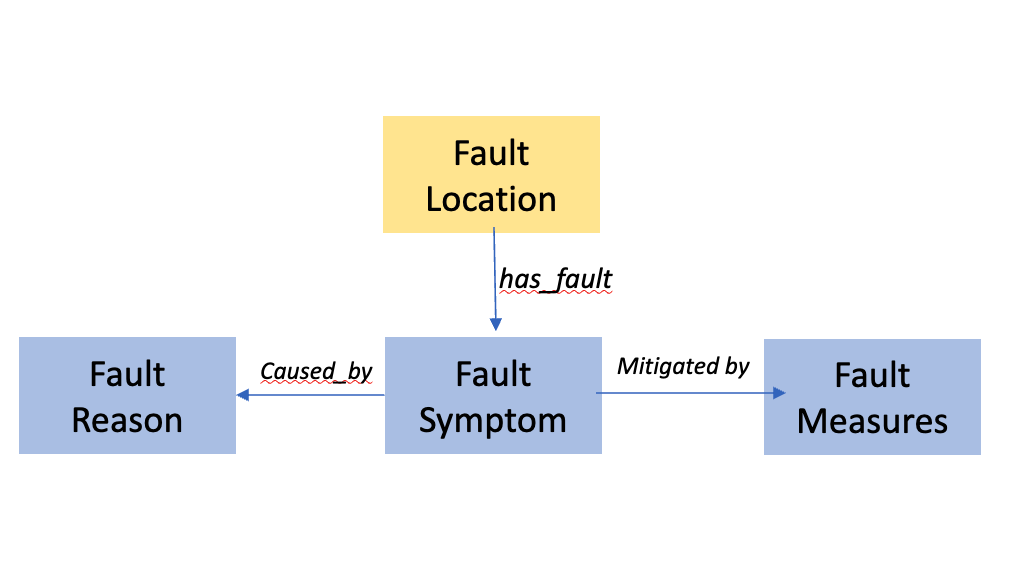 Fault
Location
has_fault
Fault
Reason
Caused_by
Fault
Symptom
Mitigated by
Fault
Measures